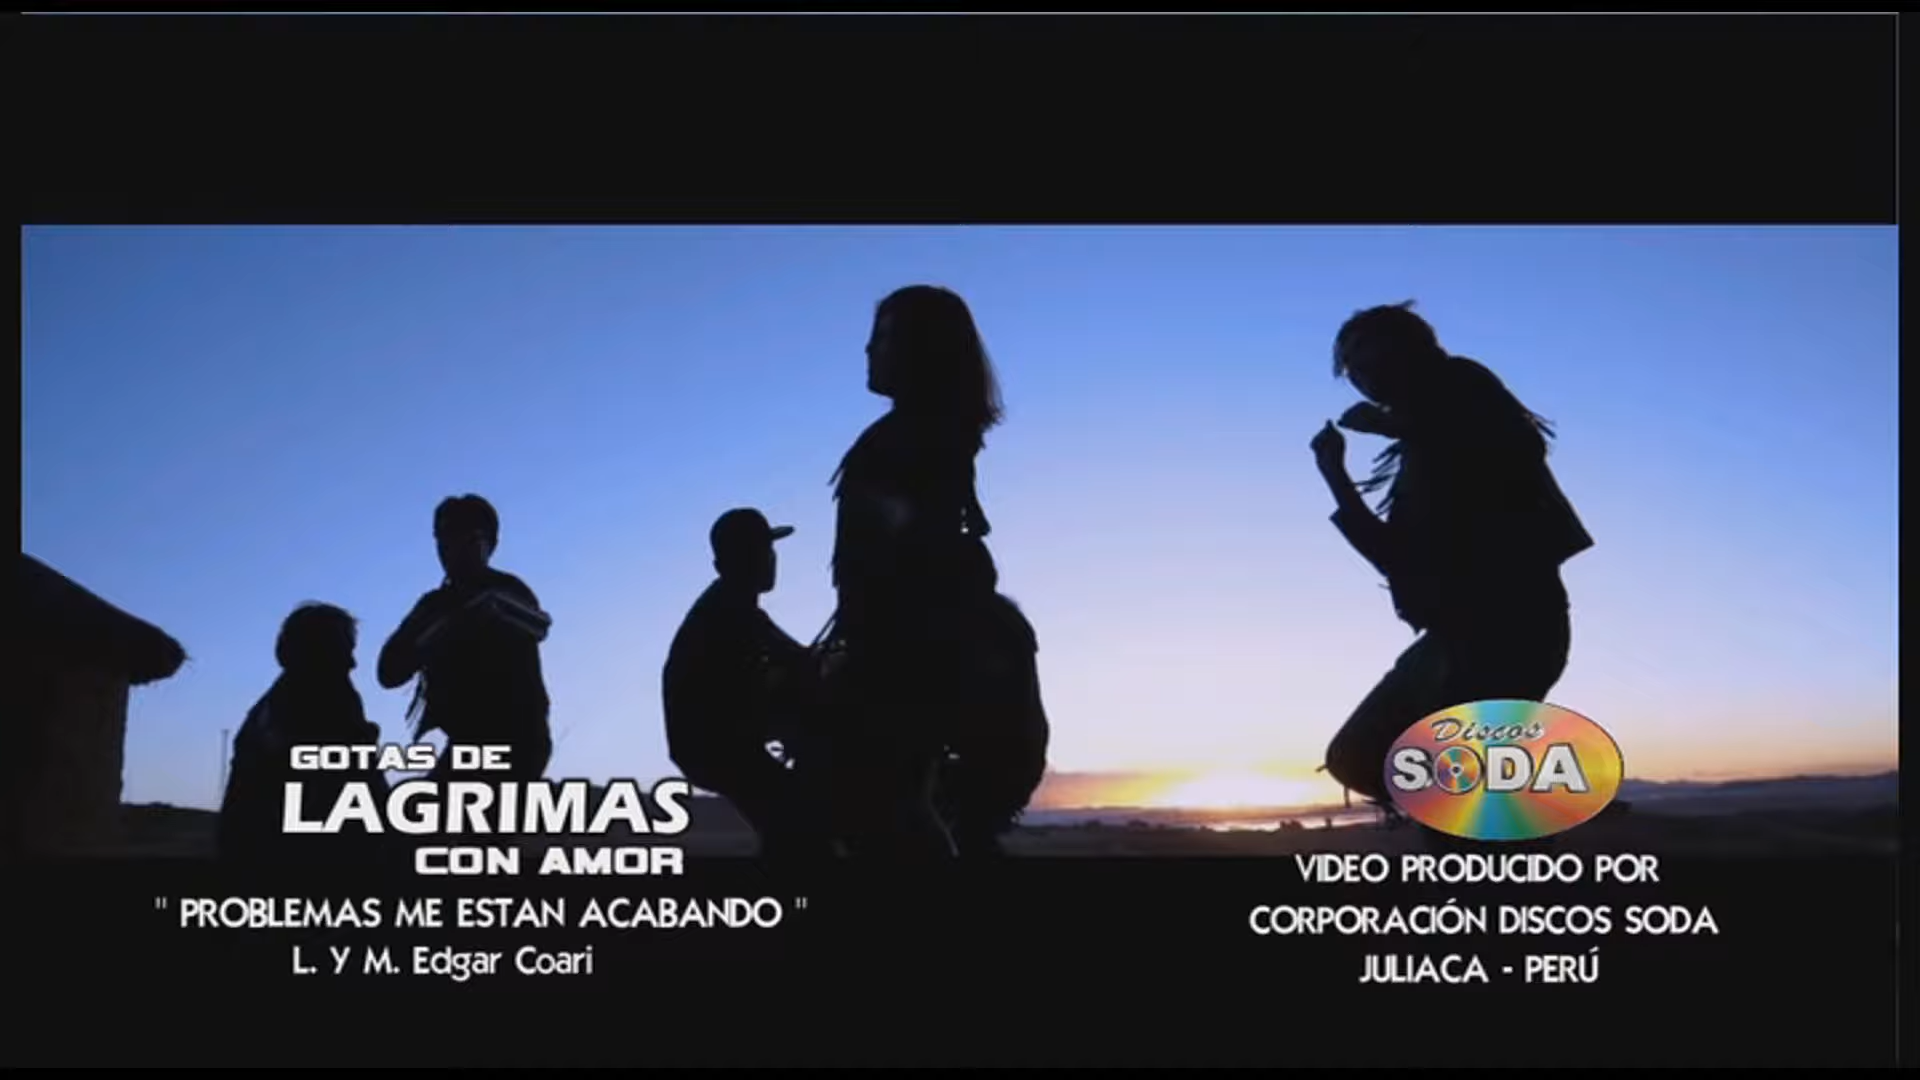 GOTAS DE
LAGRIMAS
CON AMOR
" PROBLEMAS ME ESTAN ACABANDO "
L. Y M. Edgar Coari
Discos
SODA
VIDEO PRODUCIDO POR
CORPORACIÓN DISCOS SODA
JULIACA - PERÚ